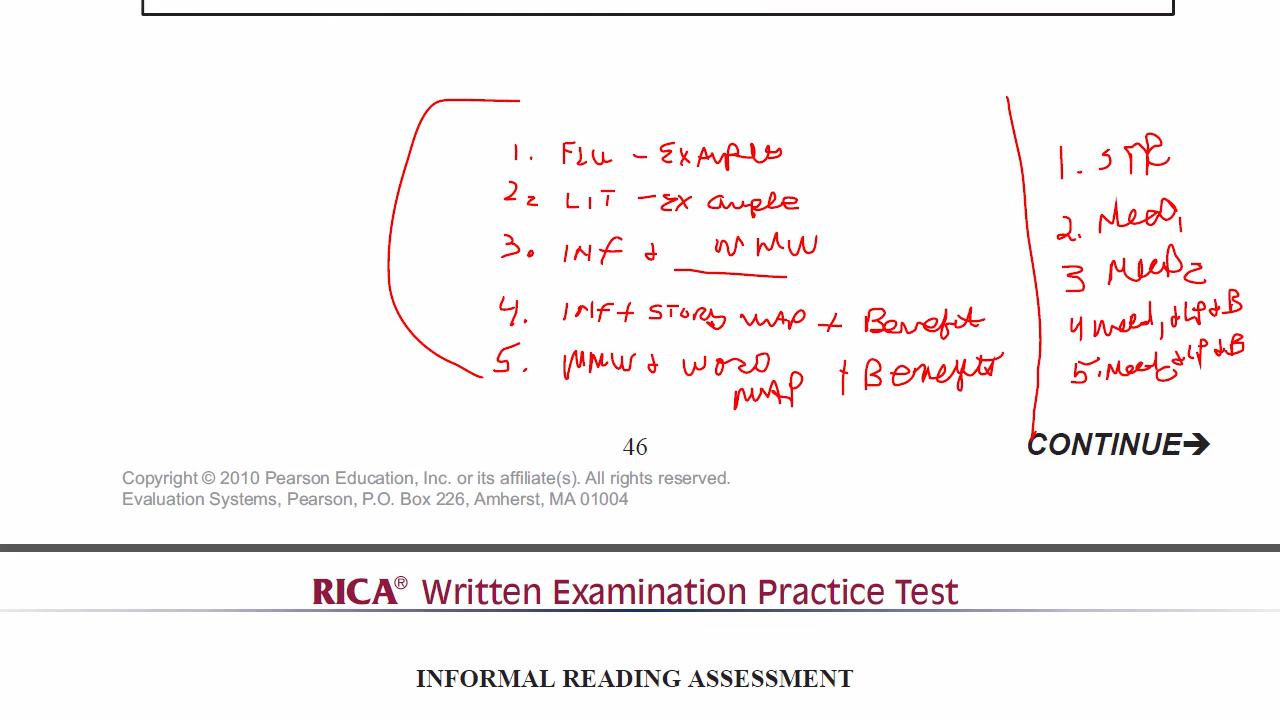 1. FLU - EXAMPLES
2. LIT - EXample
3. INF + MMW
4. INF + STORY MAP + Benefit
5. MMW + WORD MAP + Benefits
1. STR
2. Need1
3 Need2
4 need1 + LP + B
5. Need2 + LP + B
46
CONTINUE➔
Copyright © 2010 Pearson Education, Inc. or its affiliate(s). All rights reserved.
Evaluation Systems, Pearson, P.O. Box 226, Amherst, MA 01004
RICA® Written Examination Practice Test
INFORMAL READING ASSESSMENT